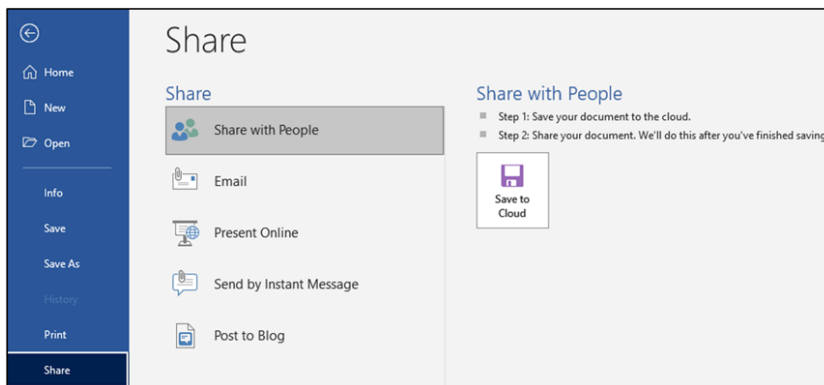 Share
Home
New
Open
Info
Save
Save As
History
Print
Share
Share
Share with People
Email
Present Online
Send by Instant Message
Post to Blog
Share with People
Step 1: Save your document to the cloud.
Step 2: Share your document. We'll do this after you've finished saving
Save to
Cloud